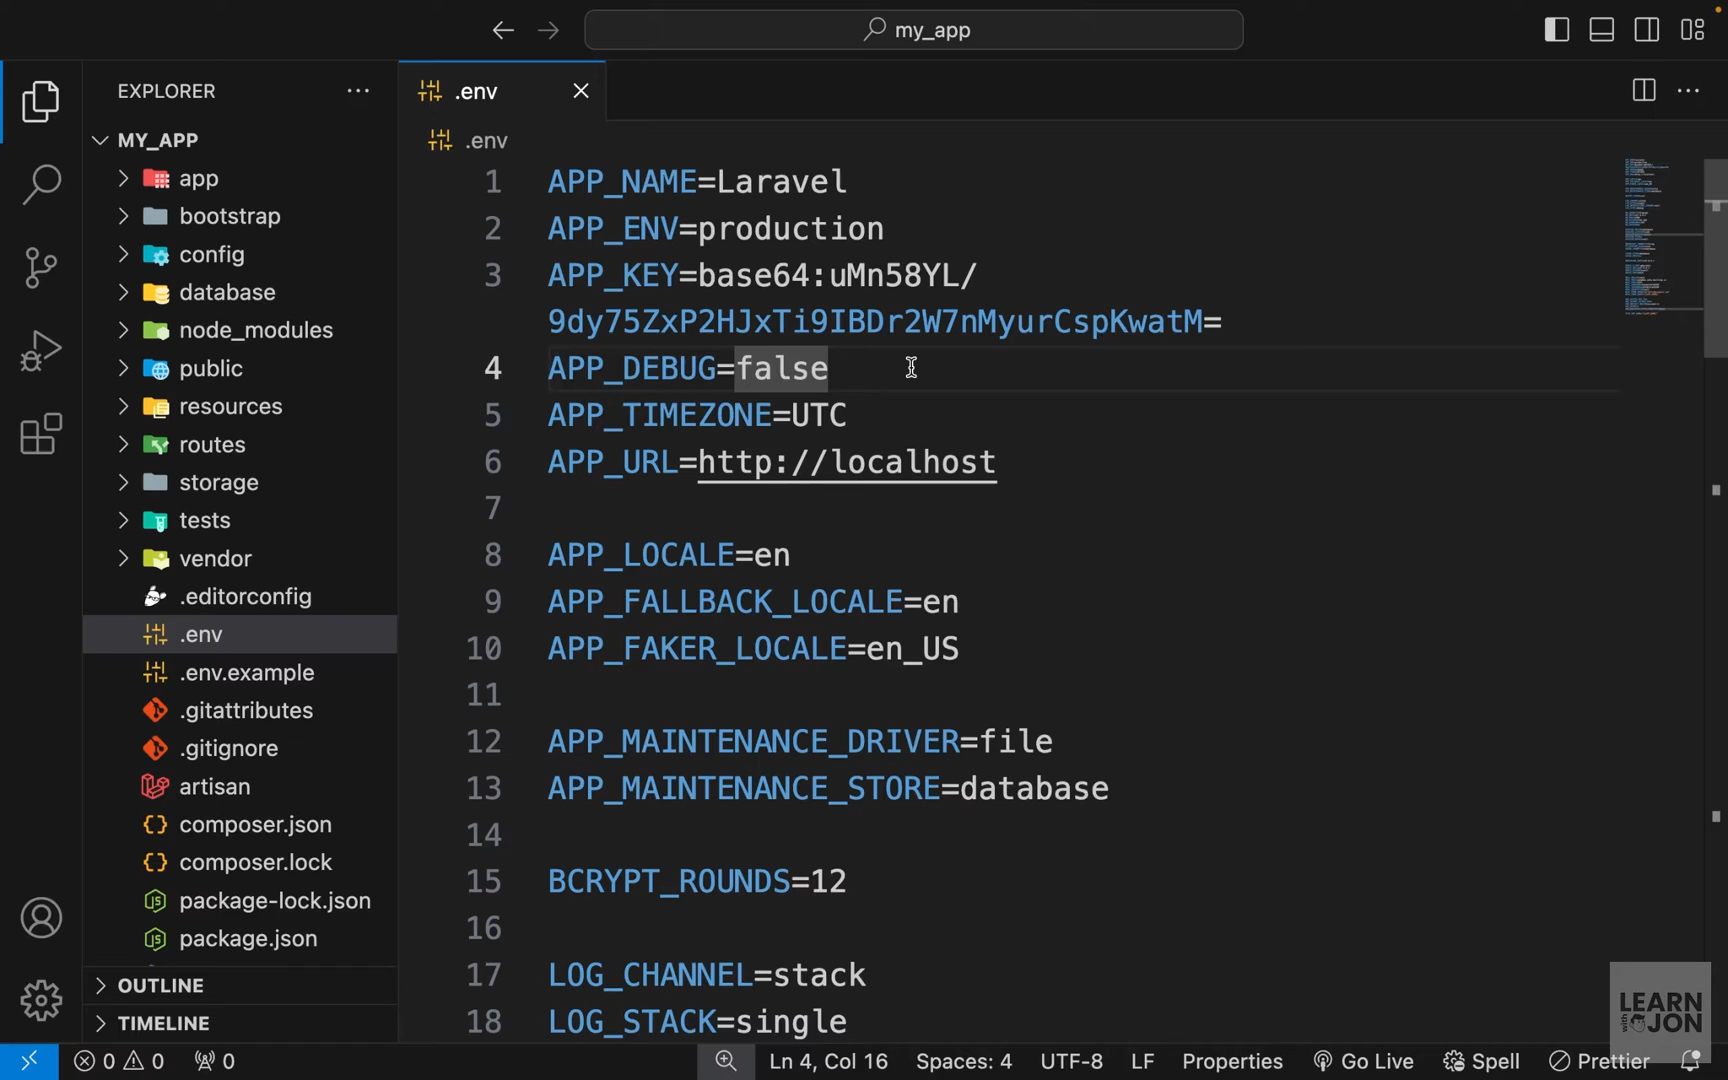 my_app
EXPLORER
.env
MY_APP
app
bootstrap
config
database
node_modules
public
resources
routes
storage
tests
vendor
.editorconfig
.env
.env.example
.gitattributes
.gitignore
artisan
composer.json
composer.lock
package-lock.json
package.json
OUTLINE
TIMELINE
.env
1 APP_NAME=Laravel
2 APP_ENV=production
3 APP_KEY=base64:uMn58YL/
9dy75ZxP2HJxTi9IBDr2W7nMyurCspKwatM=
4 APP_DEBUG=false
5 APP_TIMEZONE=UTC
6 APP_URL=http://localhost
7
8 APP_LOCALE=en
9 APP_FALLBACK_LOCALE=en
10 APP_FAKER_LOCALE=en_US
11
12 APP_MAINTENANCE_DRIVER=file
13 APP_MAINTENANCE_STORE=database
14
15 BCRYPT_ROUNDS=12
16
17 LOG_CHANNEL=stack
18 LOG_STACK=single
LEARN
with JON
0 0 0 Ln 4, Col 16 Spaces: 4 UTF-8 LF Properties Go Live Spell Prettier